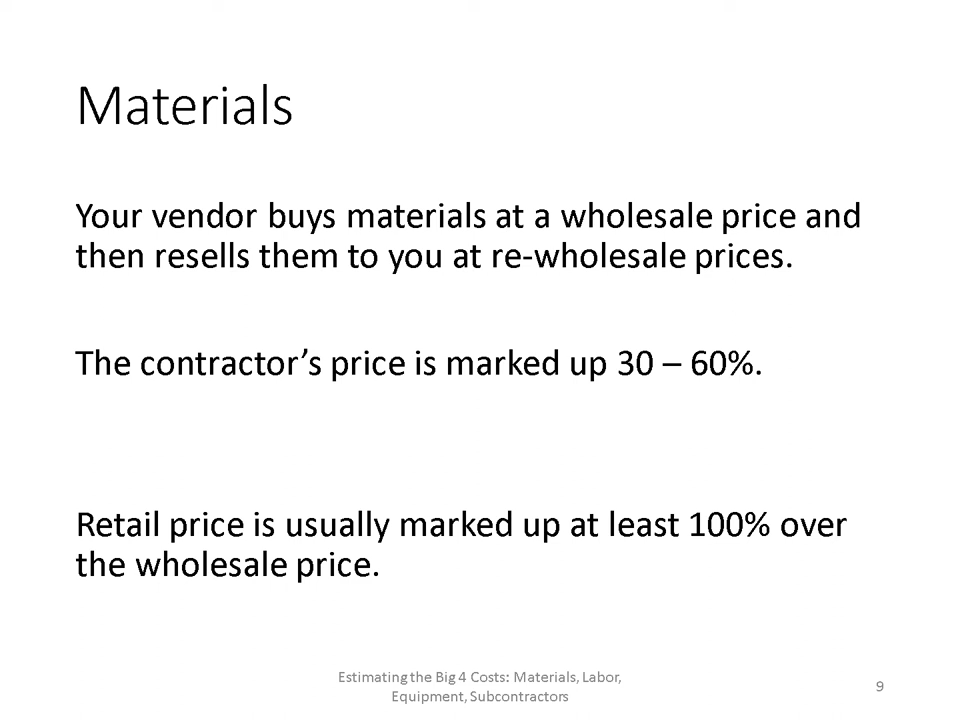 Materials
Your vendor buys materials at a wholesale price and
then resells them to you at re-wholesale prices.
The contractor’s price is marked up 30 – 60%.
Retail price is usually marked up at least 100% over
the wholesale price.
Estimating the Big 4 Costs: Materials, Labor,
Equipment, Subcontractors
9